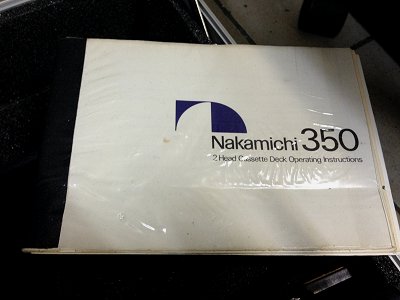 Nakamichi 350
2 Head Cassette Deck Operating Instructions